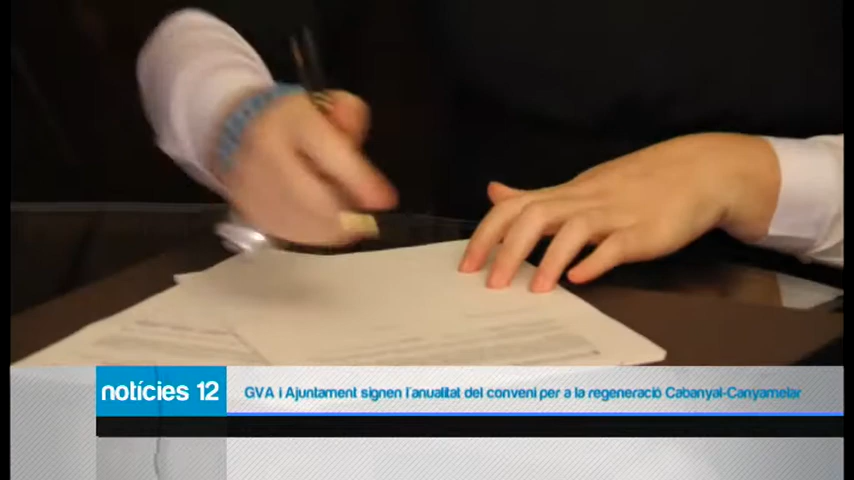 notícies 12
GVA i Ajuntament signen l'anualitat del conveni per a la regeneració Cabanyal-Canyamelar